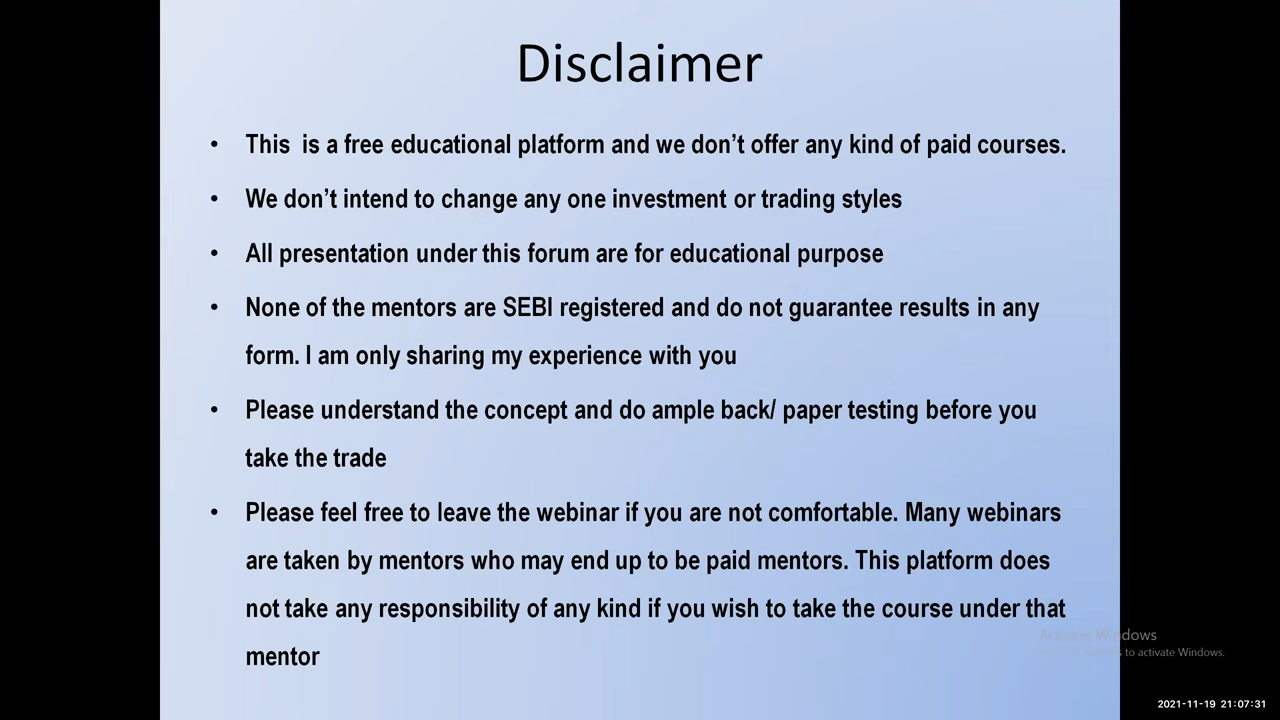 Disclaimer
• This is a free educational platform and we don’t offer any kind of paid courses.
• We don’t intend to change any one investment or trading styles
• All presentation under this forum are for educational purpose
• None of the mentors are SEBI registered and do not guarantee results in any
form. I am only sharing my experience with you
• Please understand the concept and do ample back/ paper testing before you
take the trade
• Please feel free to leave the webinar if you are not comfortable. Many webinars
are taken by mentors who may end up to be paid mentors. This platform does
not take any responsibility of any kind if you wish to take the course under that
mentor
Activate Windows
to activate Windows.
2021-11-19 21:07:31